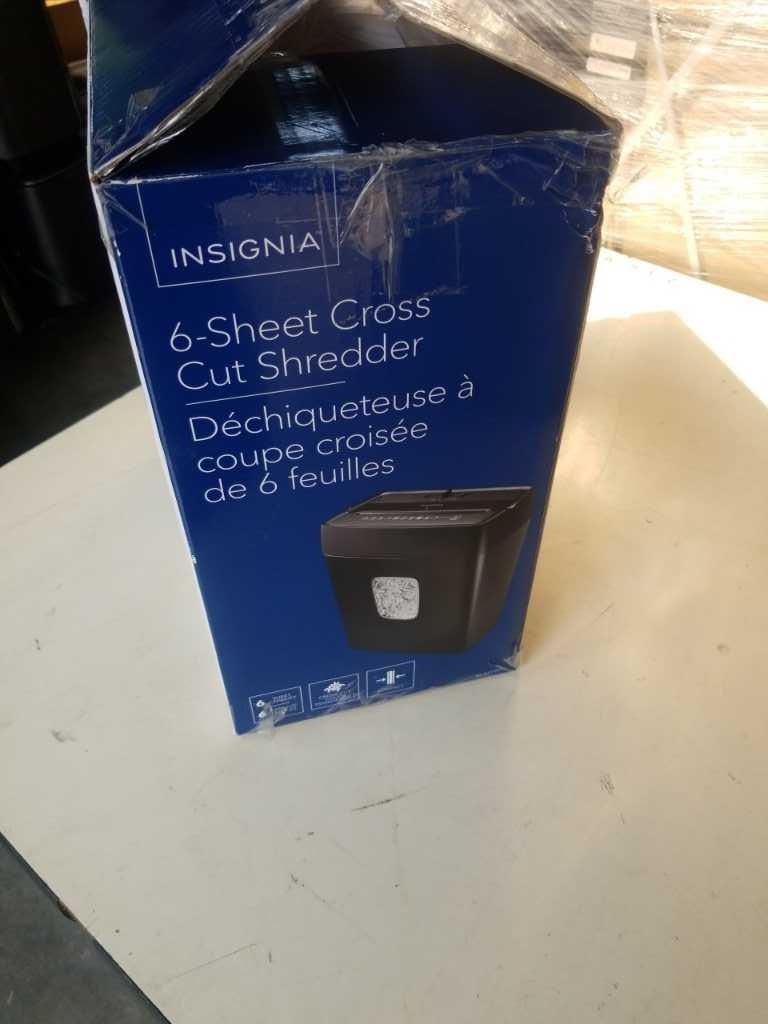 INSIGNIA
6-Sheet Cross
Cut Shredder
Déchiqueteuse à
coupe croisée
de 6 feuilles